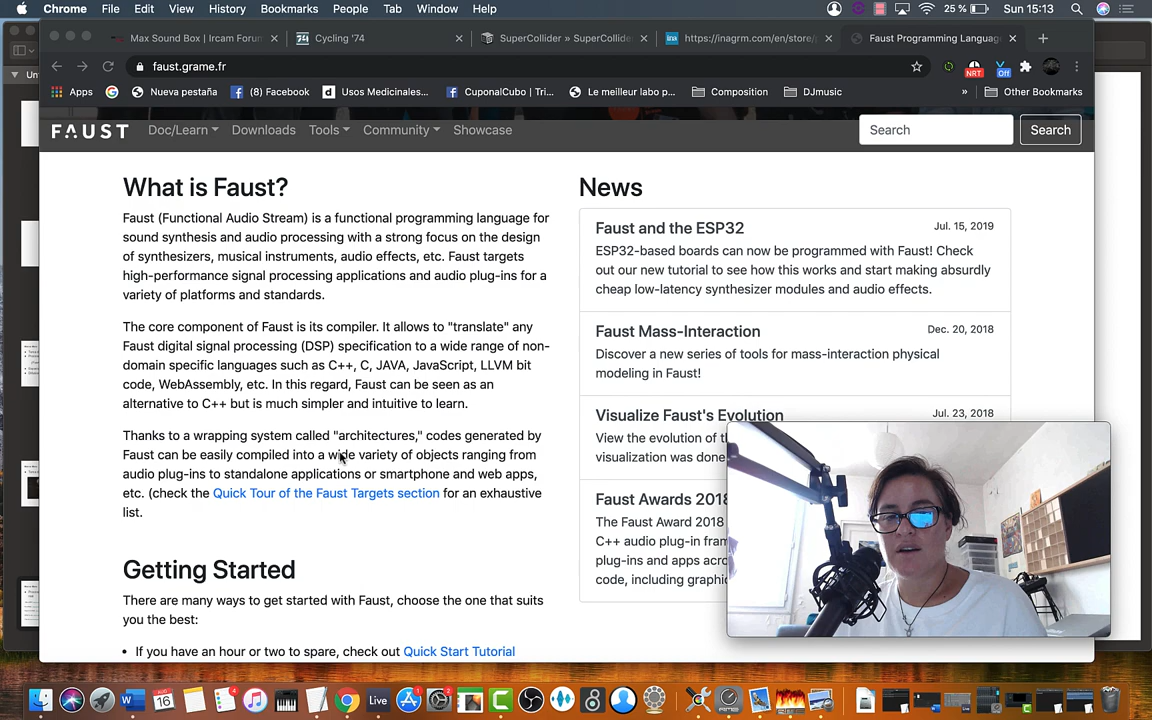 Chrome File Edit View History Bookmarks People Tab Window Help 25 % Sun 15:13
Max Sound Box | Ircam Forum
Cycling '74
SuperCollider » SuperCollide
https://inagrm.com/en/store/
Faust Programming Languag
faust.grame.fr
NRT
Off
Apps
Nueva pestaña
(8) Facebook
Usos Medicinales...
CuponalCubo | Tri...
Le meilleur labo p...
Composition
DJmusic
»
Other Bookmarks
FAUST Doc/Learn Downloads Tools Community Showcase Search Search
What is Faust?
Faust (Functional Audio Stream) is a functional programming language for
sound synthesis and audio processing with a strong focus on the design
of synthesizers, musical instruments, audio effects, etc. Faust targets
high-performance signal processing applications and audio plug-ins for a
variety of platforms and standards.
The core component of Faust is its compiler. It allows to "translate" any
Faust digital signal processing (DSP) specification to a wide range of non-
domain specific languages such as C++, C, JAVA, JavaScript, LLVM bit
code, WebAssembly, etc. In this regard, Faust can be seen as an
alternative to C++ but is much simpler and intuitive to learn.
Thanks to a wrapping system called "architectures," codes generated by
Faust can be easily compiled into a wide variety of objects ranging from
audio plug-ins to standalone applications or smartphone and web apps,
etc. (check the Quick Tour of the Faust Targets section for an exhaustive
list.
Getting Started
There are many ways to get started with Faust, choose the one that suits
you the best:
• If you have an hour or two to spare, check out Quick Start Tutorial
News
Faust and the ESP32 Jul. 15, 2019
ESP32-based boards can now be programmed with Faust! Check
out our new tutorial to see how this works and start making absurdly
cheap low-latency synthesizer modules and audio effects.
Faust Mass-Interaction Dec. 20, 2018
Discover a new series of tools for mass-interaction physical
modeling in Faust!
Visualize Faust's Evolution Jul. 23, 2018
View the evolution of t
visualization was done
Faust Awards 2018
The Faust Award 2018
C++ audio plug-in fram
plug-ins and apps acro
code, including graphic
Live